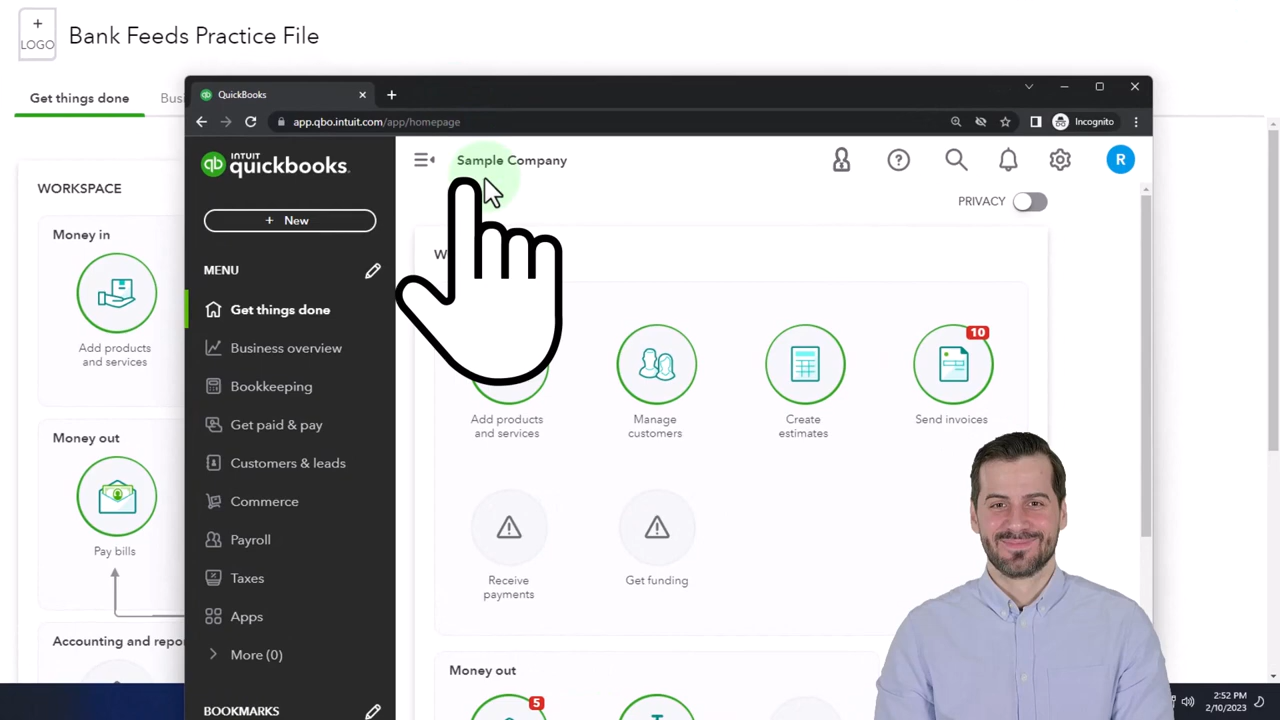 +
LOGO
Bank Feeds Practice File
Get things done
Busi
WORKSPACE
Money in
Add products
and services
Money out
Pay bills
Accounting and repor
QuickBooks
app.qbo.intuit.com/app/homepage
Incognito
qb
INTUIT
quickbooks.
+ New
MENU
Get things done
Business overview
Bookkeeping
Get paid & pay
Customers & leads
Commerce
Payroll
Taxes
Apps
More (0)
BOOKMARKS
Sample Company
R
PRIVACY
W
10
Add products
and services
Manage
customers
Create
estimates
Send invoices
Receive
payments
Get funding
Money out
5
2:52 PM
2/10/2023